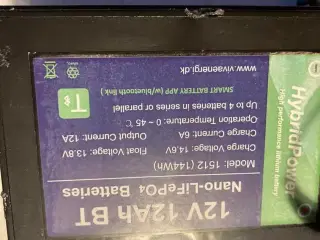 HybridPower
High performance lithium battery
12V 12Ah BT
Nano-LiFePO4 Batteries
Model: 1512 (144Wh)
Charge Voltage: 14.6V
Float Voltage: 13.8V
Charge Current 6A
Output Current: 12A
Operation Temperature: 0 ~ 45 °C
Up to 4 batteries in series or parallel
SMART BATTERY APP (w/bluetooth link)
www.vivaenergi.dk